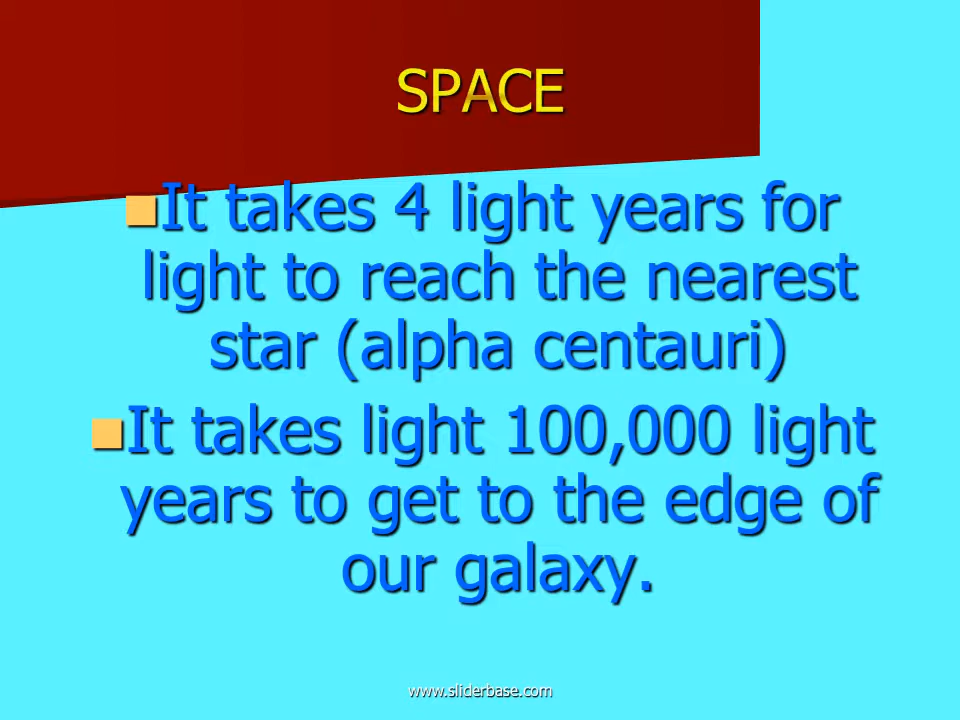 SPACE
It takes 4 light years for
light to reach the nearest
star (alpha centauri)
It takes light 100,000 light
years to get to the edge of
our galaxy.
www.sliderbase.com